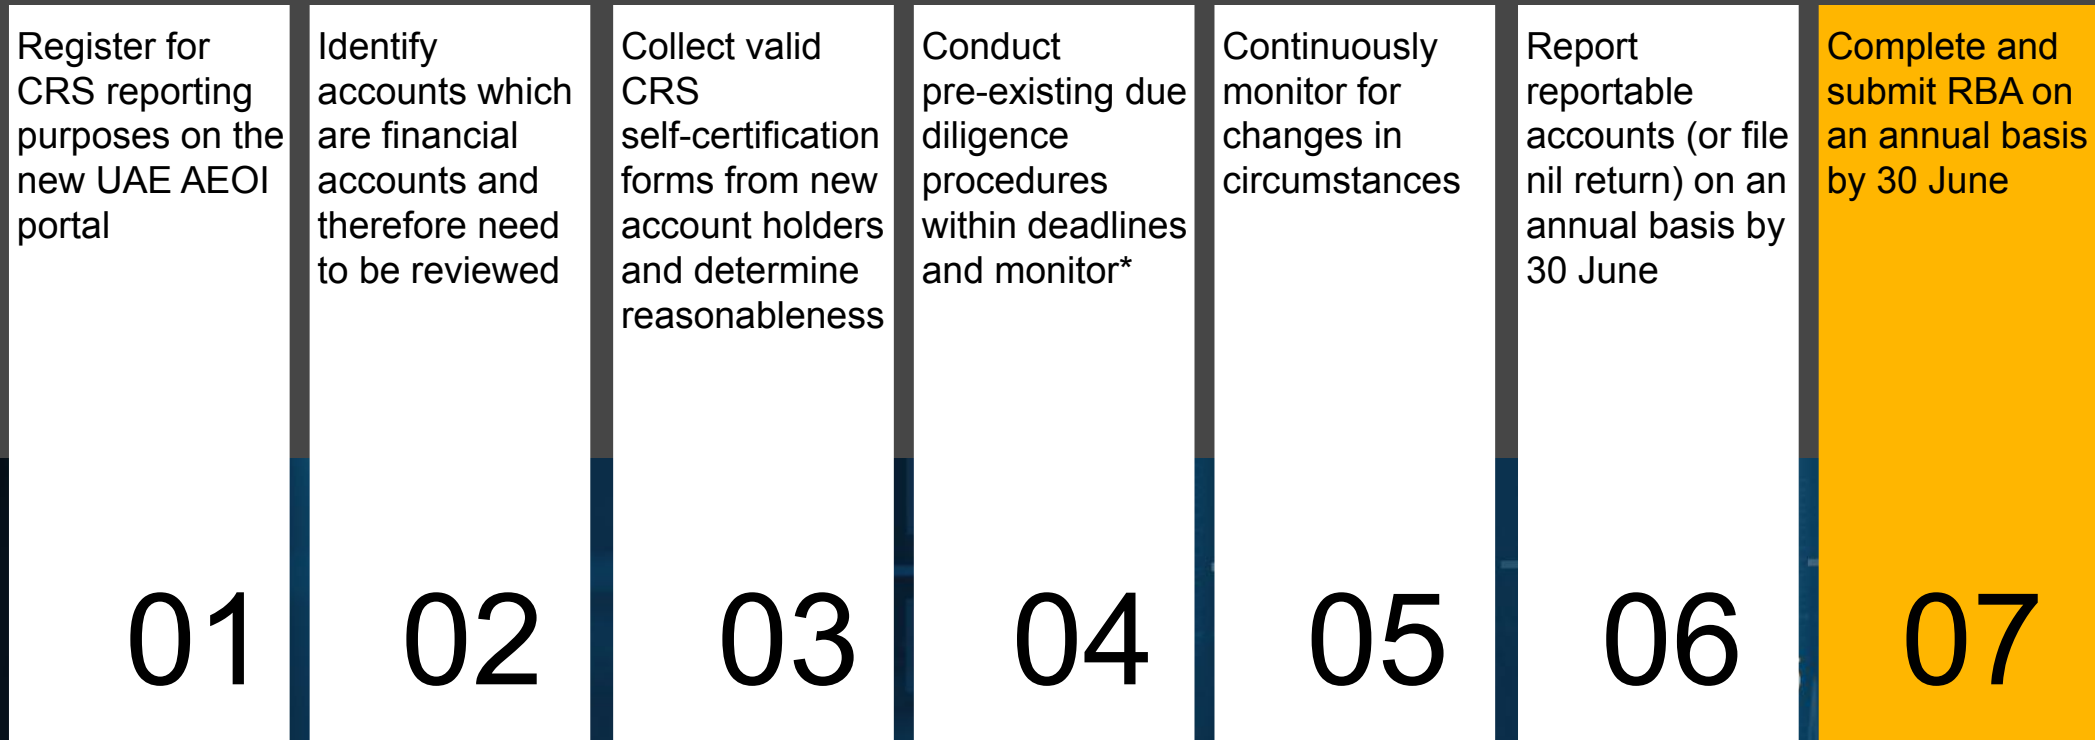 Register for
CRS reporting
purposes on the
new UAE AEOI
portal
01
Identify
accounts which
are financial
accounts and
therefore need
to be reviewed
02
Collect valid
CRS
self-certification
forms from new
account holders
and determine
reasonableness
03
Conduct
pre-existing due
diligence
procedures
within deadlines
and monitor*
04
Continuously
monitor for
changes in
circumstances
05
Report
reportable
accounts (or file
nil return) on an
annual basis by
30 June
06
Complete and
submit RBA on
an annual basis
by 30 June
07